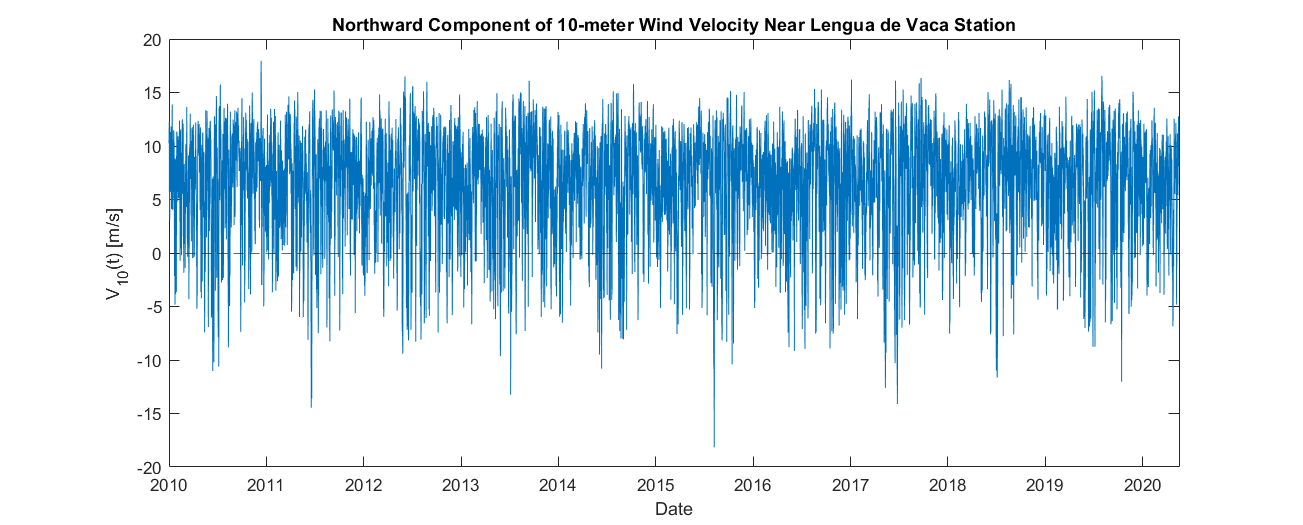 Northward Component of 10-meter Wind Velocity Near Lengua de Vaca Station
20
15
10
5
0
-5
-10
-15
-20
V10(t) [m/s]
2010 2011 2012 2013 2014 2015 2016 2017 2018 2019 2020
Date